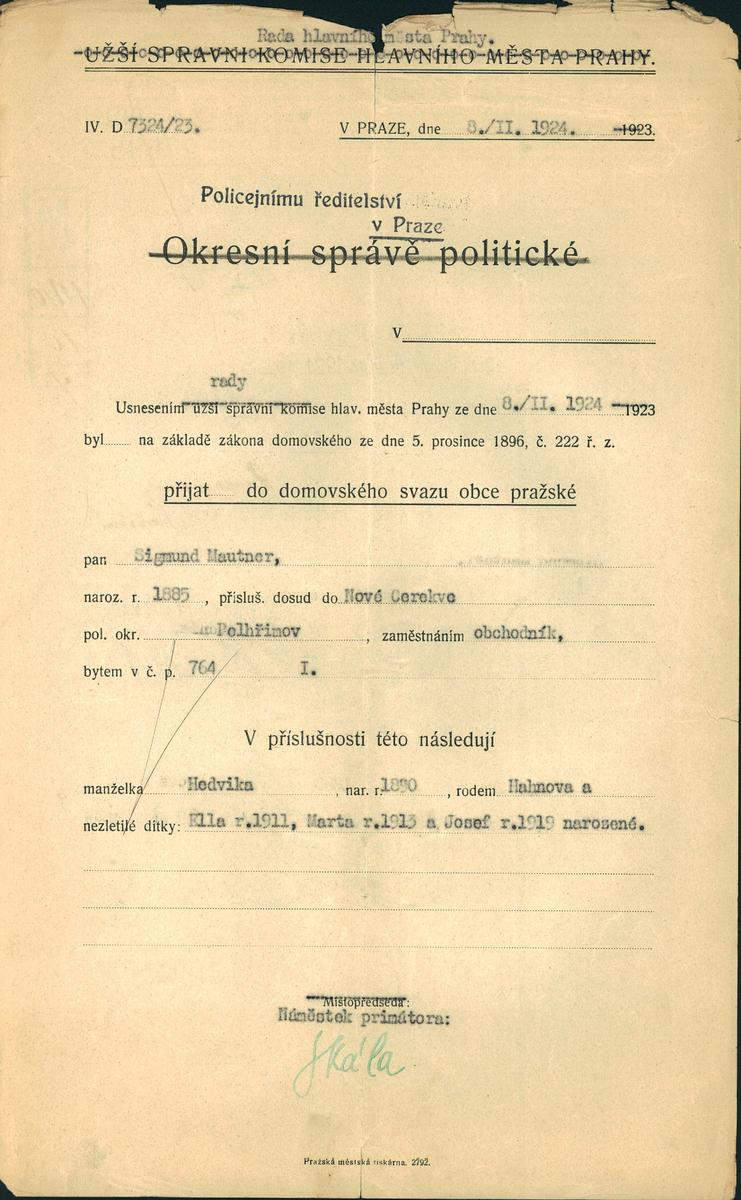 Rada hlavního města Prahy.
UŽŠÍ SPRÁVNÍ KOMISE HLAVNÍHO MĚSTA PRAHY.
IV. D 7324/23. V PRAZE, dne 8./II. 1924. 1923.
Policejnímu ředitelství
v Praze
Okresní správě politické
v
rady
Usnesením užší správní komise hlav. města Prahy ze dne 8./II. 1924 1923
byl na základě zákona domovského ze dne 5. prosince 1896, č. 222 ř. z.
přijat do domovského svazu obce pražské
pan Sigmund Mautner,
naroz. r. 1885 , přísluš. dosud do Nové Cerekve
pol. okr. Pelhřimov , zaměstnáním obchodník,
bytem v č. p. 764 I.
V příslušnosti této následují
manželka Hedvika , nar. r. 1890 , rodem Hahnova a
nezletilé dítky: Ella r.1911, Marta r.1913 a Josef r.1919 narozené.
Místopředseda:
Náměstek primátora:
Skála
Pražská městská tiskárna. 2792.